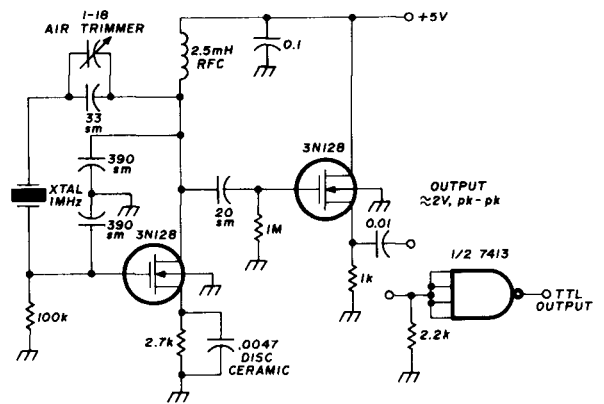 1-18
AIR TRIMMER
2.5mH
RFC
0.1
+5V
33
sm
390
sm
3N128
XTAL
1MHz
OUTPUT
≈2V, pk-pk
20
sm
390
sm
1M
3N128
0.01
1/2 7413
1k
TTL
OUTPUT
100k
2.7k
.0047
DISC
CERAMIC
2.2k